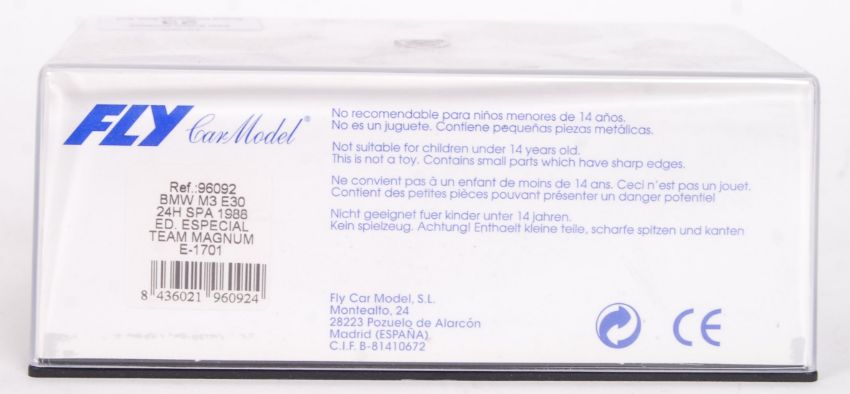 FLY Car Model®
No recomendable para niños menores de 14 años.
No es un juguete. Contiene pequeñas piezas metálicas.
Not suitable for children under 14 years old.
This is not a toy. Contains small parts which have sharp edges.
Ne convient pas à un enfant de moins de 14 ans. Ceci n'est pas un jouet.
Contient des petites pièces pouvant présenter un danger potentiel
Nicht geeignet fuer kinder unter 14 jahren.
Kein spielzeug. Achtung! Enthaelt kleine teile, scharfe spitzen und kanten
Ref.:96092
BMW M3 E30
24H SPA 1988
ED. ESPECIAL
TEAM MAGNUM
E-1701
8 436021 960924
Fly Car Model, S.L.
Montealto, 24
28223 Pozuelo de Alarcón
Madrid (ESPAÑA)
C.I.F. B-81410672
CE